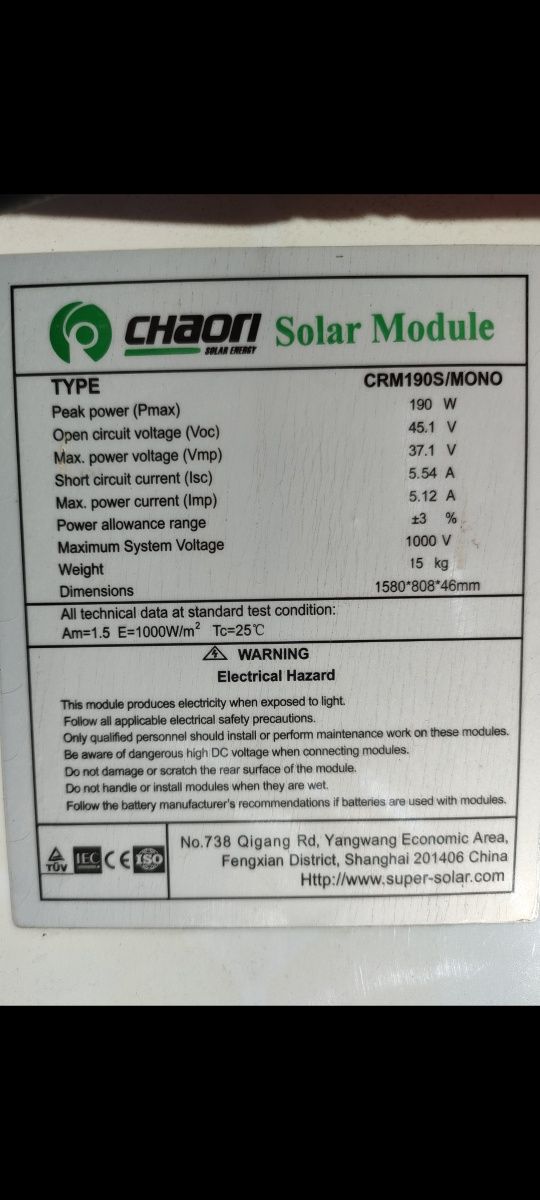 CHAORI Solar Module
SOLAR ENERGY
TYPE CRM190S/MONO
Peak power (Pmax) 190 W
Open circuit voltage (Voc) 45.1 V
Max. power voltage (Vmp) 37.1 V
Short circuit current (Isc) 5.54 A
Max. power current (Imp) 5.12 A
Power allowance range ±3 %
Maximum System Voltage 1000 V
Weight 15 kg
Dimensions 1580*808*46mm
All technical data at standard test condition:
Am=1.5 E=1000W/m² Tc=25℃
WARNING
Electrical Hazard
This module produces electricity when exposed to light.
Follow all applicable electrical safety precautions.
Only qualified personnel should install or perform maintenance work on these modules.
Be aware of dangerous high DC voltage when connecting modules.
Do not damage or scratch the rear surface of the module.
Do not handle or install modules when they are wet.
Follow the battery manufacturer's recommendations if batteries are used with modules.
TÜV IEC CE ISO
No.738 Qigang Rd, Yangwang Economic Area,
Fengxian District, Shanghai 201406 China
Http://www.super-solar.com